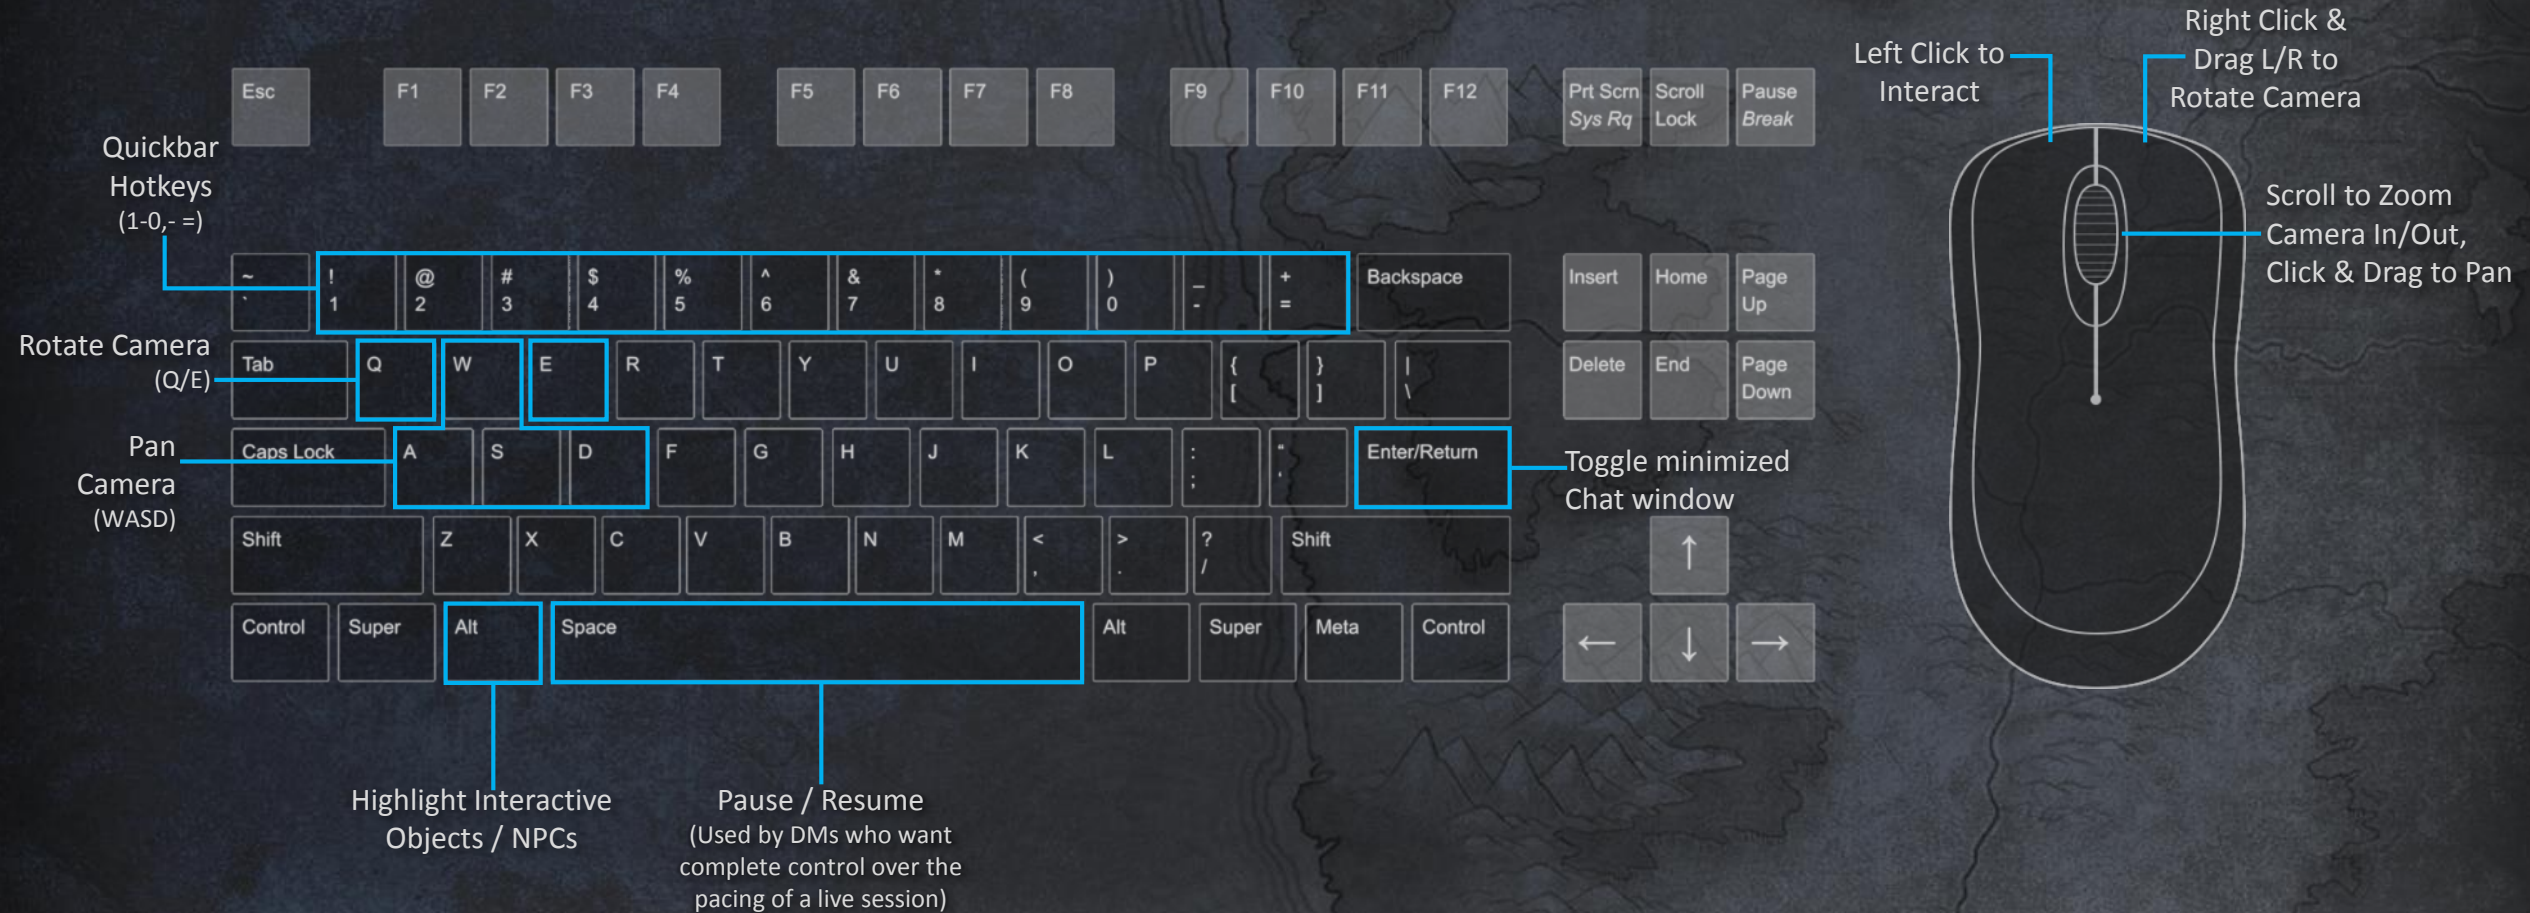 Right Click &
Drag L/R to
Rotate Camera
Left Click to
Interact
Scroll to Zoom
Camera In/Out,
Click & Drag to Pan
Esc F1 F2 F3 F4 F5 F6 F7 F8 F9 F10 F11 F12 Prt Scrn Scroll Pause
Sys Rq Lock Break
Quickbar
Hotkeys
(1-0,- =)
~ ! @ # $ % ^ & * ( ) _ + Backspace Insert Home Page
` 1 2 3 4 5 6 7 8 9 0 - = Up
Rotate Camera
(Q/E)
Tab Q W E R T Y U I O P { } | Delete End Page
[ ] \ Down
Pan
Camera
(WASD)
Caps Lock A S D F G H J K L : “ Enter/Return
; ‘
Toggle minimized
Chat window
Shift Z X C V B N M < > ? Shift ↑
, . /
Control Super Alt Space Alt Super Meta Control ← ↓ →
Highlight Interactive
Objects / NPCs
Pause / Resume
(Used by DMs who want
complete control over the
pacing of a live session)